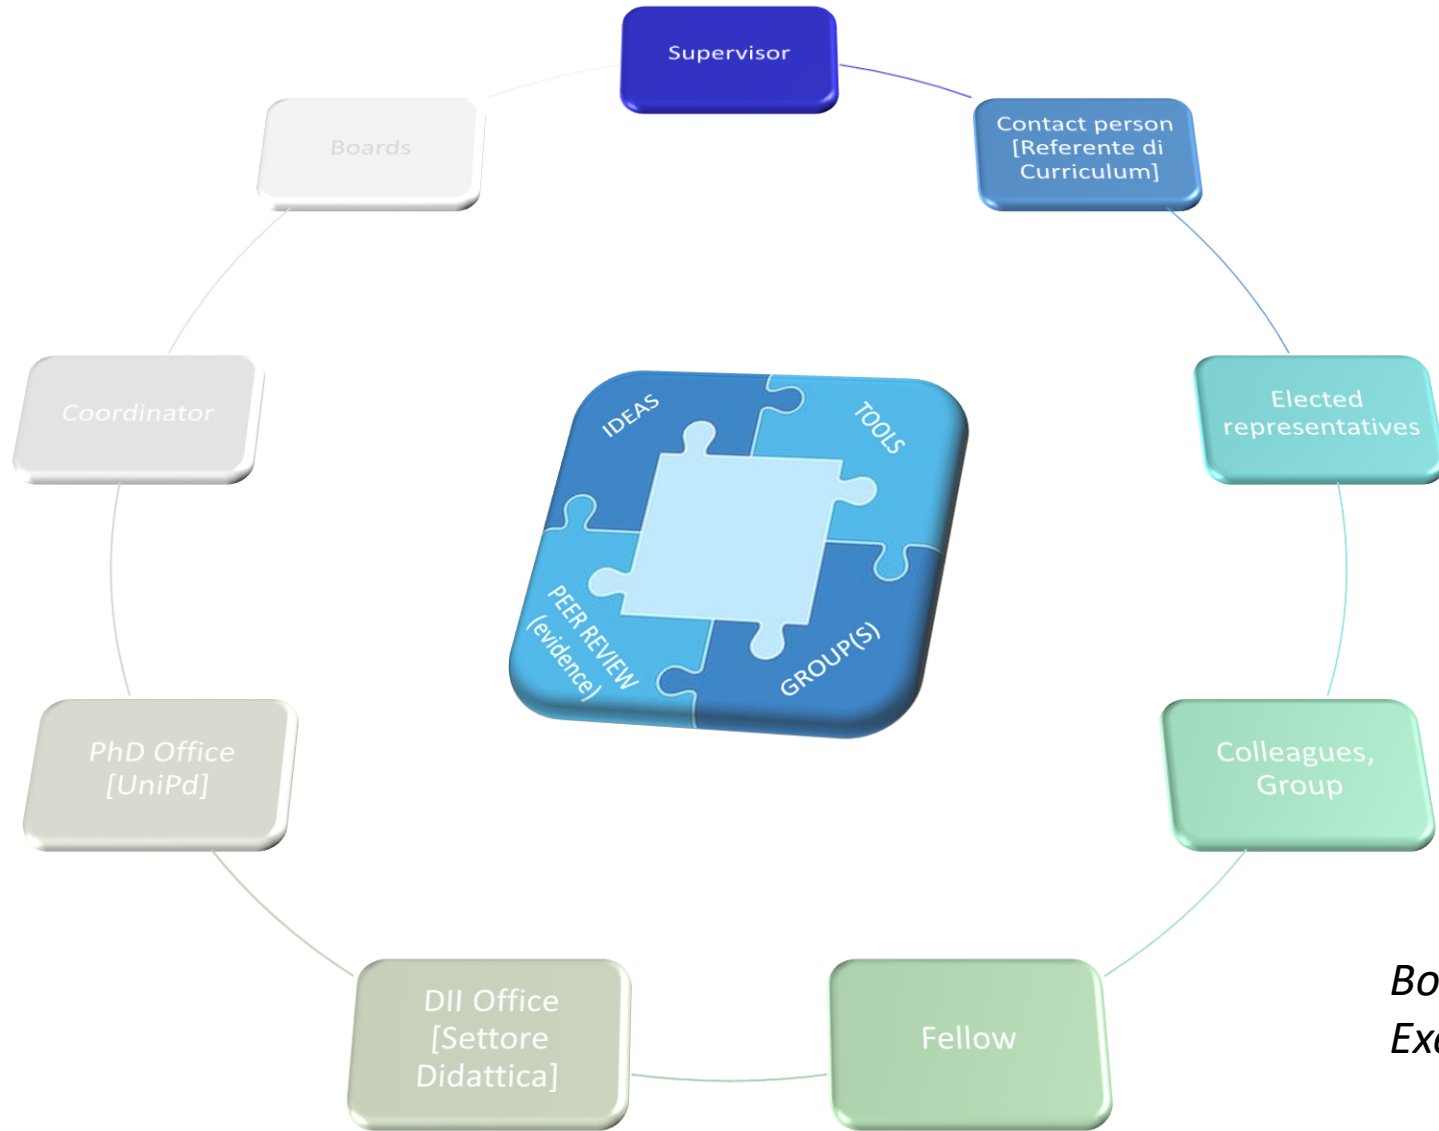 Supervisor
Contact person
[Referente di
Curriculum]
Elected
representatives
Colleagues,
Group
Fellow
DII Office
[Settore
Didattica]
PhD Office
[UniPd]
Coordinator
Boards
IDEAS
TOOLS
PEER REVIEW
(evidence)
GROUP(S)